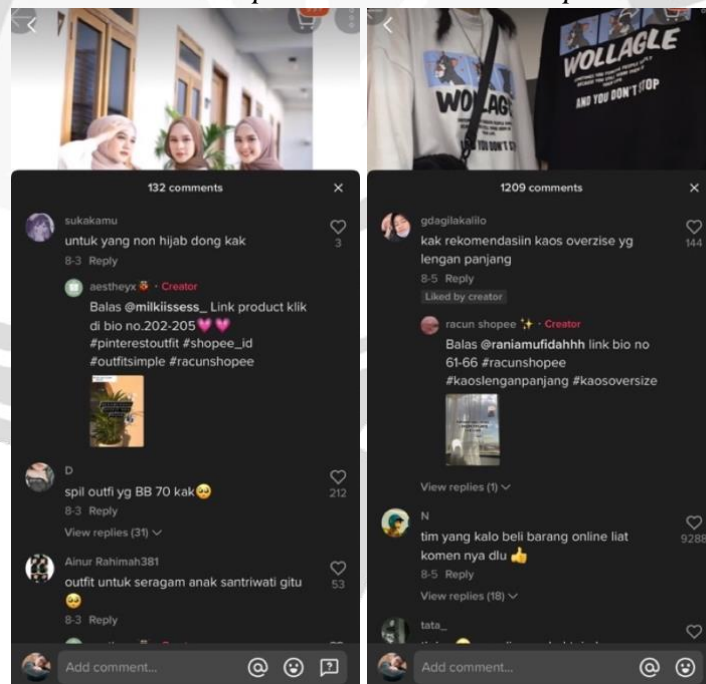 132 comments
sukakamu
3
untuk yang non hijab dong kak
8-3 Reply
aestheyx · Creator
Balas @milkiissess_ Link product klik
di bio no.202-205💗💗
#pinterestoutfit #shopee_id
#outfitsimple #racunshopee
D
spil outfi yg BB 70 kak🥺
212
8-3 Reply
View replies (31)
Ainur Rahimah381
outfit untuk seragam anak santriwati gitu
🥺
53
8-3 Reply
Add comment...
WOLLAGLE
AND YOU DON'T STOP
1209 comments
gdagilakalilo
kak rekomendasiin kaos overzise yg
lengan panjang
144
8-5 Reply
Liked by creator
racun shopee ✨ · Creator
Balas @raniamufidahhh link bio no
61-66 #racunshopee
#kaoslenganpanjang #kaosoversize
View replies (1)
N
tim yang kalo beli barang online liat
komen nya dlu 👍
9288
8-5 Reply
View replies (18)
tata_
Add comment...